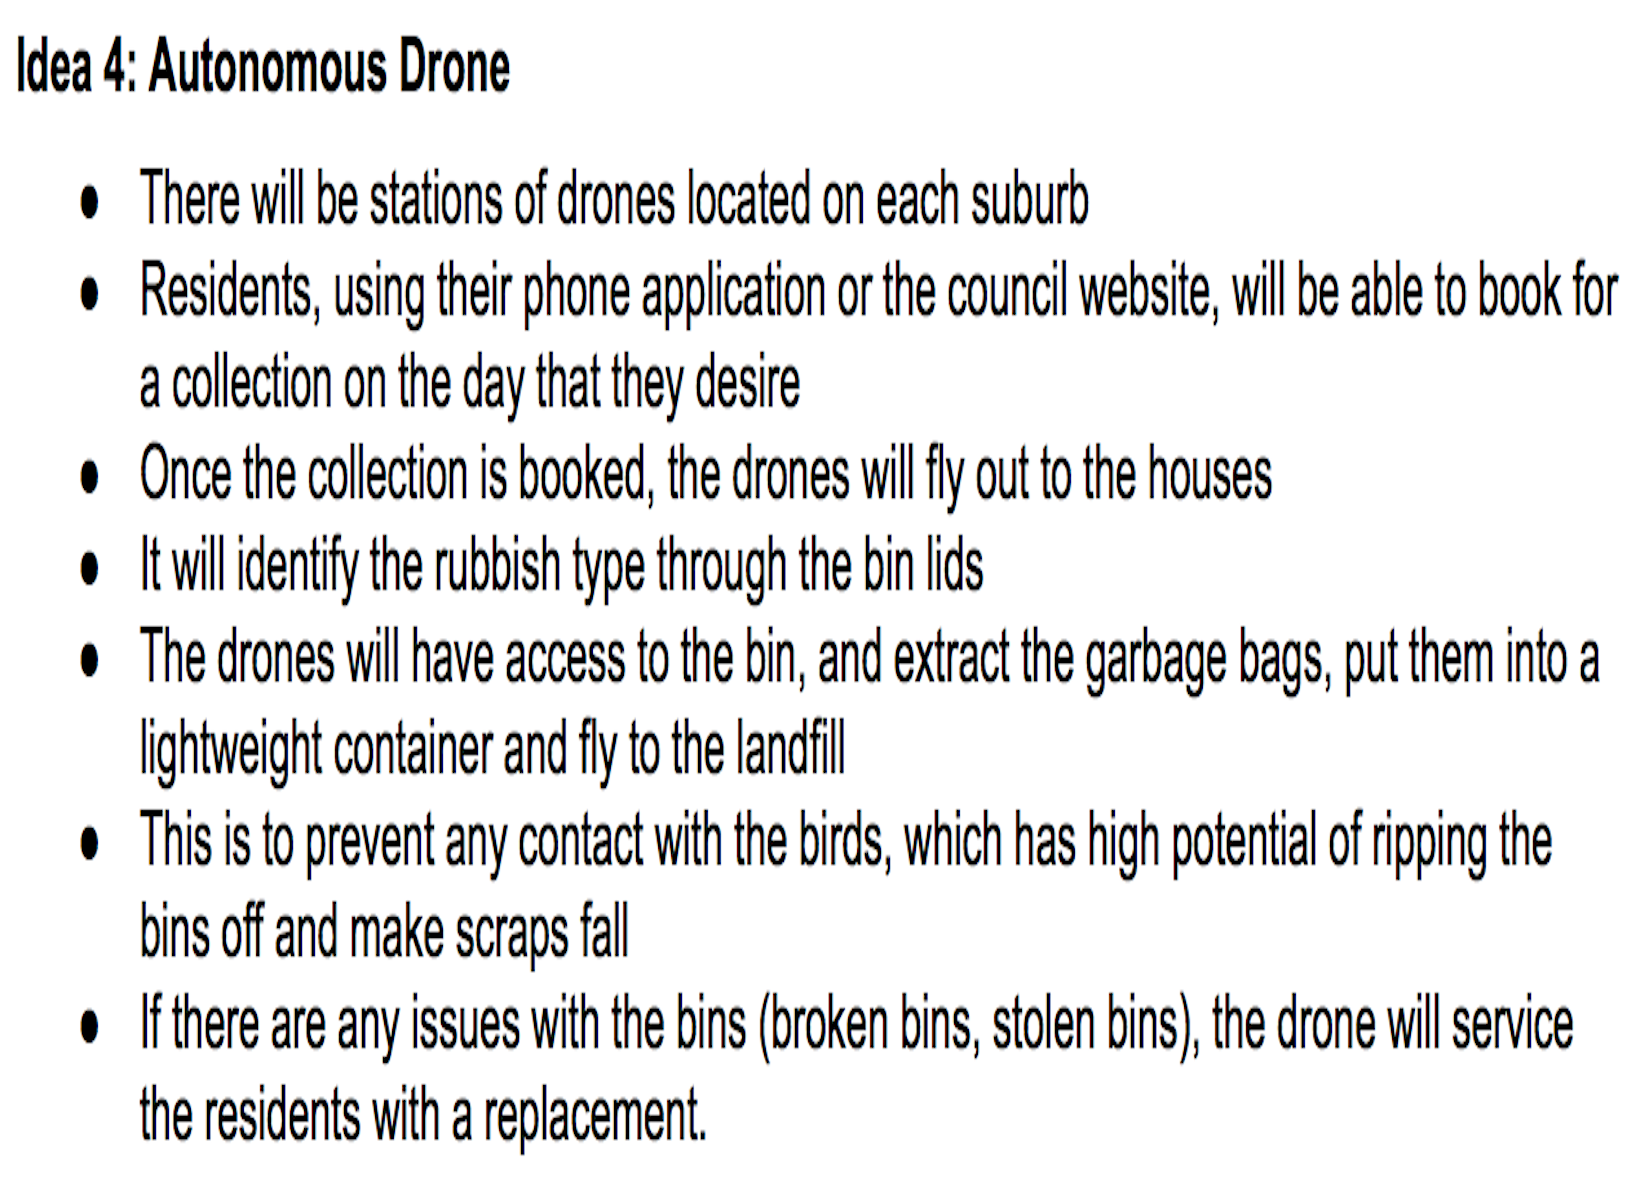 Idea 4: Autonomous Drone
● There will be stations of drones located on each suburb
● Residents, using their phone application or the council website, will be able to book for
a collection on the day that they desire
● Once the collection is booked, the drones will fly out to the houses
● It will identify the rubbish type through the bin lids
● The drones will have access to the bin, and extract the garbage bags, put them into a
lightweight container and fly to the landfill
● This is to prevent any contact with the birds, which has high potential of ripping the
bins off and make scraps fall
● If there are any issues with the bins (broken bins, stolen bins), the drone will service
the residents with a replacement.